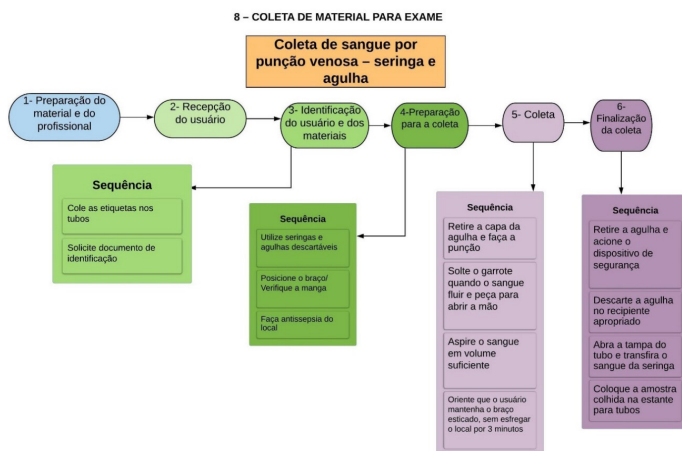 8 – COLETA DE MATERIAL PARA EXAME
Coleta de sangue por
punção venosa – seringa e
agulha
1- Preparação do
material e do
profissional
2- Recepção
do usuário
3- Identificação
do usuário e dos
materiais
4-Preparação
para a coleta
5- Coleta
6-
Finalização
da coleta
Sequência
Cole as etiquetas nos
tubos
Solicite documento de
identificação
Sequência
Utilize seringas e
agulhas descartáveis
Posicione o braço/
Verifique a manga
Faça antissepsia do
local
Sequência
Retire a capa da
agulha e faça a
punção
Solte o garrote
quando o sangue
fluir e peça para
abrir a mão
Aspire o sangue
em volume
suficiente
Oriente que o usuário
mantenha o braço
esticado, sem esfregar
o local por 3 minutos
Sequência
Retire a agulha e
acione o
dispositivo de
segurança
Descarte a agulha
no recipiente
apropriado
Abra a tampa do
tubo e transfira o
sangue da seringa
Coloque a amostra
colhida na estante
para tubos